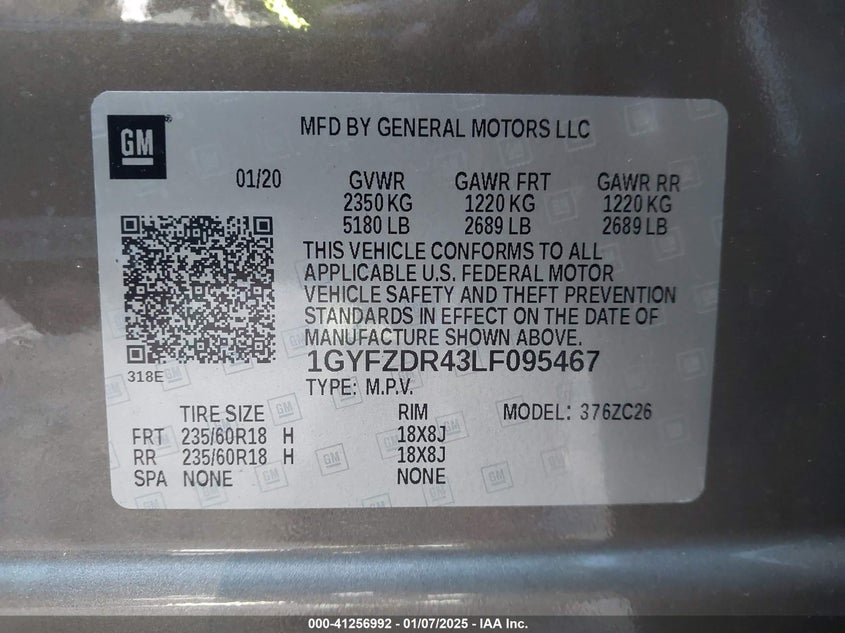 GM
MFD BY GENERAL MOTORS LLC
01/20 GVWR GAWR FRT GAWR RR
2350 KG 1220 KG 1220 KG
5180 LB 2689 LB 2689 LB
THIS VEHICLE CONFORMS TO ALL
APPLICABLE U.S. FEDERAL MOTOR
VEHICLE SAFETY AND THEFT PREVENTION
STANDARDS IN EFFECT ON THE DATE OF
MANUFACTURE SHOWN ABOVE.
318E
1GYFZDR43LF095467
TYPE: M.P.V.
TIRE SIZE RIM MODEL: 376ZC26
FRT 235/60R18 H 18X8J
RR 235/60R18 H 18X8J
SPA NONE NONE
000-41256992 - 01/07/2025 - IAA Inc.